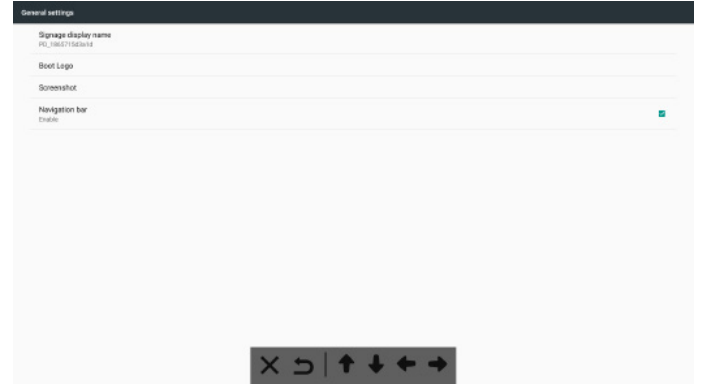 General settings
Signage display name
Boot Logo
Screenshot
Navigation bar
Enable